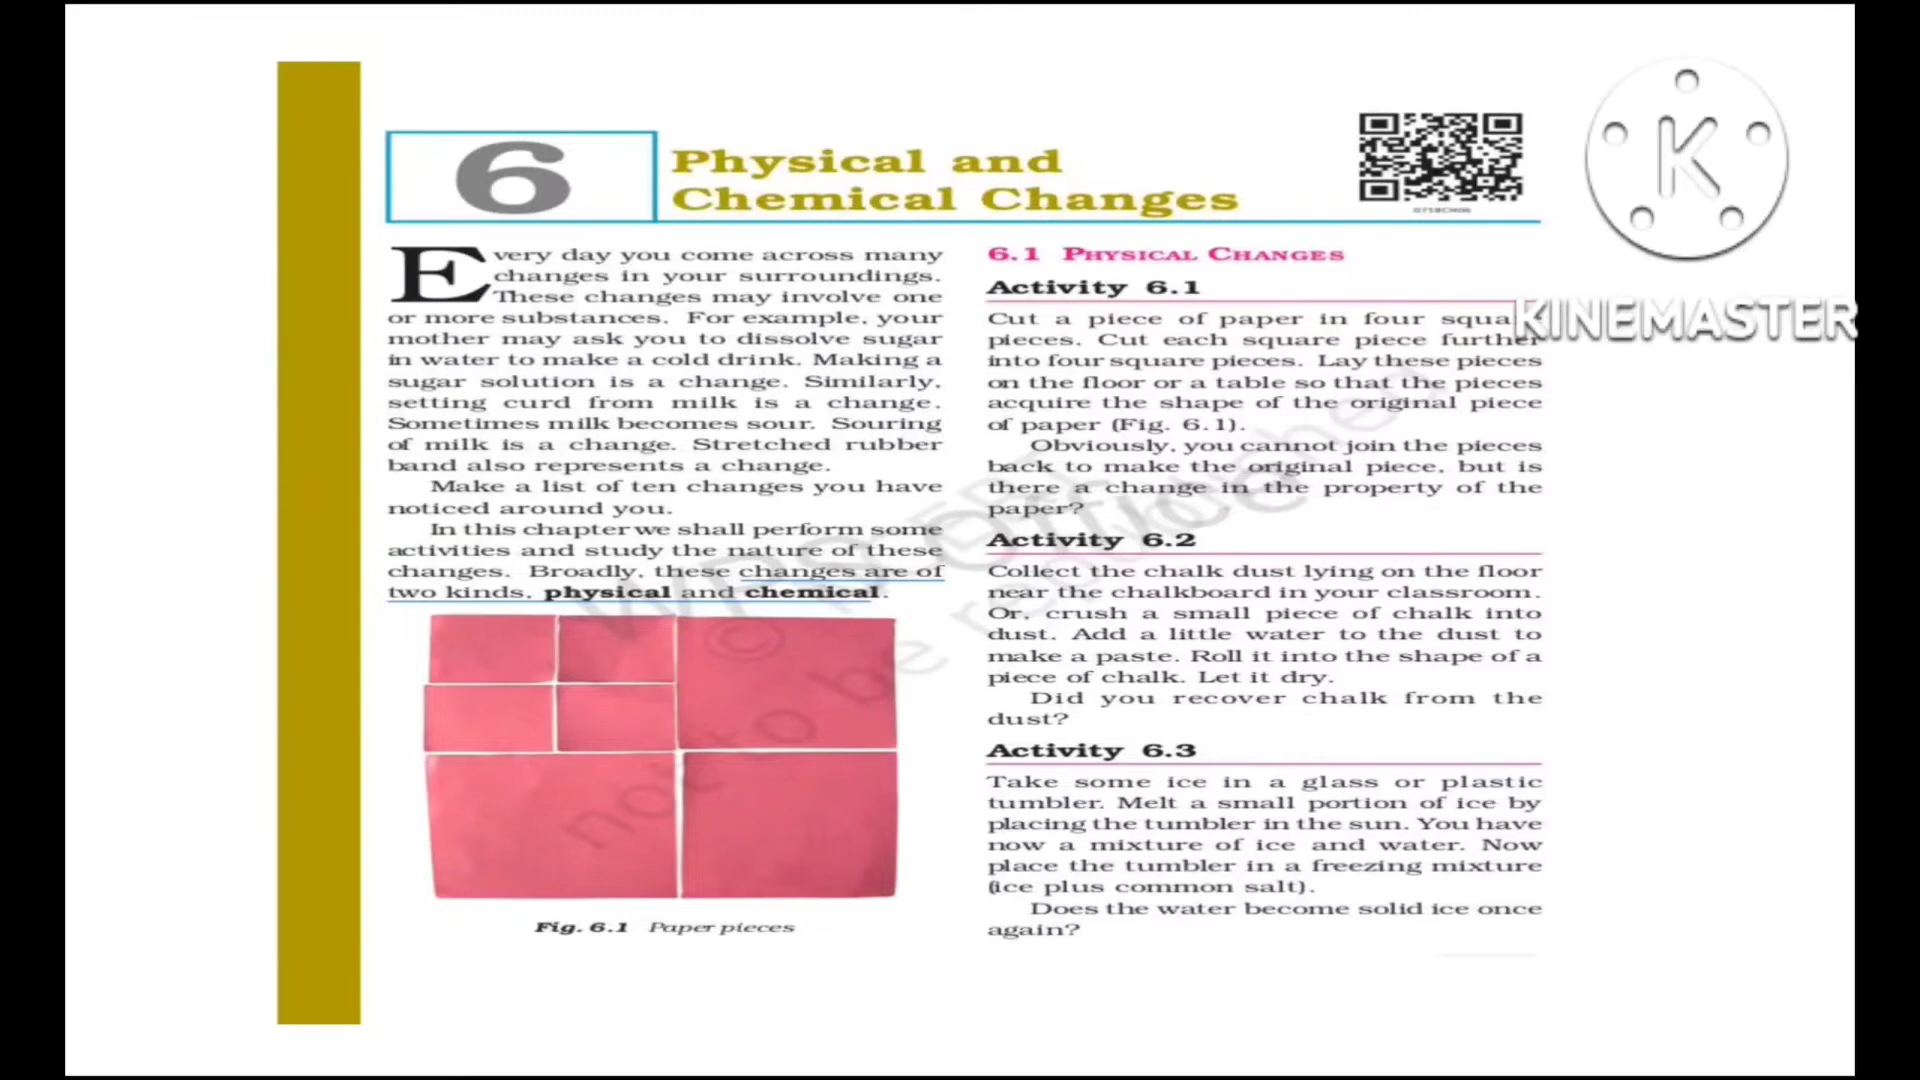 6
Physical and
Chemical Changes
0758CH06
Every day you come across many
changes in your surroundings.
These changes may involve one
or more substances. For example, your
mother may ask you to dissolve sugar
in water to make a cold drink. Making a
sugar solution is a change. Similarly,
setting curd from milk is a change.
Sometimes milk becomes sour. Souring
of milk is a change. Stretched rubber
band also represents a change.
Make a list of ten changes you have
noticed around you.
In this chapter we shall perform some
activities and study the nature of these
changes. Broadly, these changes are of
two kinds, physical and chemical.
Fig. 6.1 Paper pieces
6.1 PHYSICAL CHANGES
Activity 6.1
Cut a piece of paper in four square
pieces. Cut each square piece further
into four square pieces. Lay these pieces
on the floor or a table so that the pieces
acquire the shape of the original piece
of paper (Fig. 6.1).
Obviously, you cannot join the pieces
back to make the original piece, but is
there a change in the property of the
paper?
Activity 6.2
Collect the chalk dust lying on the floor
near the chalkboard in your classroom.
Or, crush a small piece of chalk into
dust. Add a little water to the dust to
make a paste. Roll it into the shape of a
piece of chalk. Let it dry.
Did you recover chalk from the
dust?
Activity 6.3
Take some ice in a glass or plastic
tumbler. Melt a small portion of ice by
placing the tumbler in the sun. You have
now a mixture of ice and water. Now
place the tumbler in a freezing mixture
(ice plus common salt).
Does the water become solid ice once
again?
K
KINEMASTER
not to be